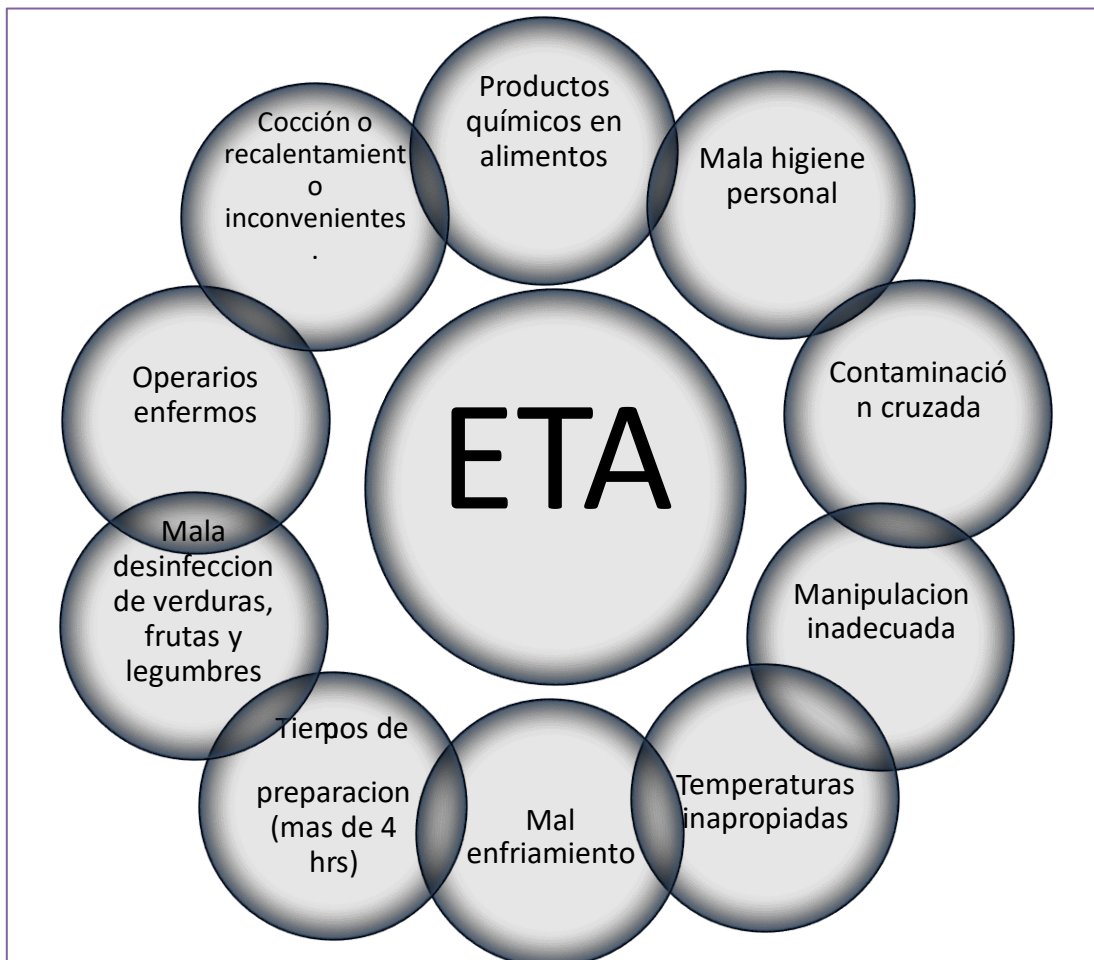 Productos
químicos en
alimentos
Mala higiene
personal
Contaminació
n cruzada
Manipulacion
inadecuada
Temperaturas
inapropiadas
Mal
enfriamiento
Tiempos de
preparacion
(mas de 4
hrs)
Mala
desinfeccion
de verduras,
frutas y
legumbres
Operarios
enfermos
Cocción o
recalentamient
o
inconvenientes
.
ETA